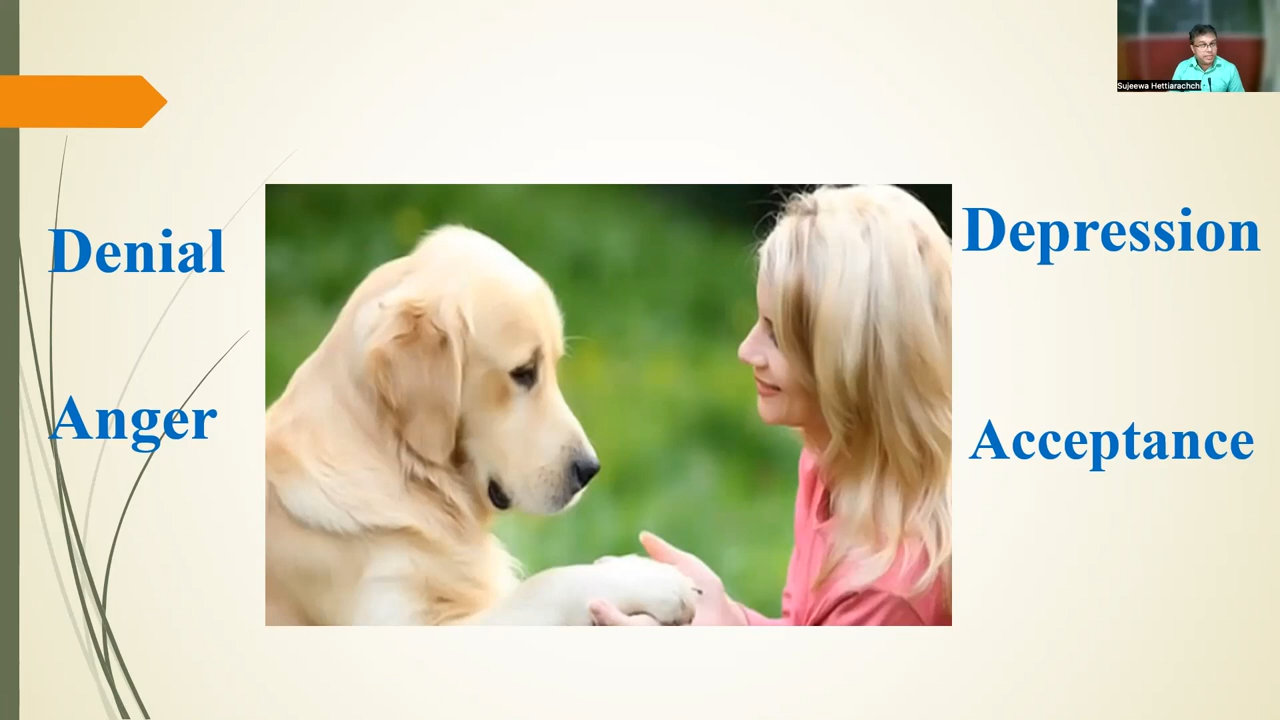 Sujeewa Hettiarachchi
Denial
Anger
Depression
Acceptance